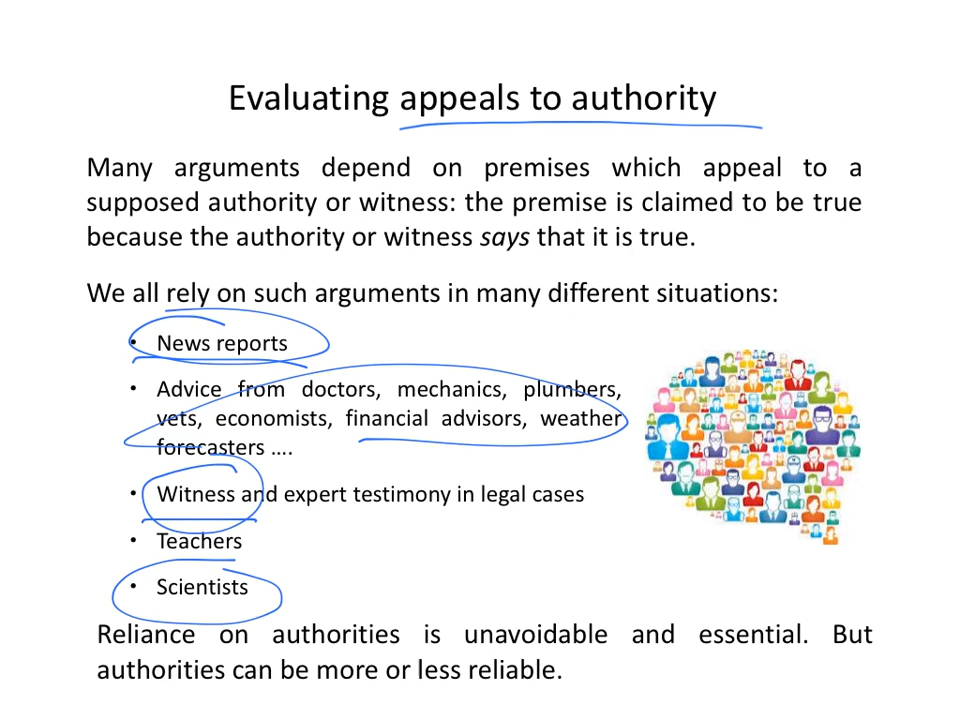 Evaluating appeals to authority
Many arguments depend on premises which appeal to a
supposed authority or witness: the premise is claimed to be true
because the authority or witness says that it is true.
We all rely on such arguments in many different situations:
• News reports
• Advice from doctors, mechanics, plumbers,
vets, economists, financial advisors, weather
forecasters ....
• Witness and expert testimony in legal cases
• Teachers
• Scientists
Reliance on authorities is unavoidable and essential. But
authorities can be more or less reliable.